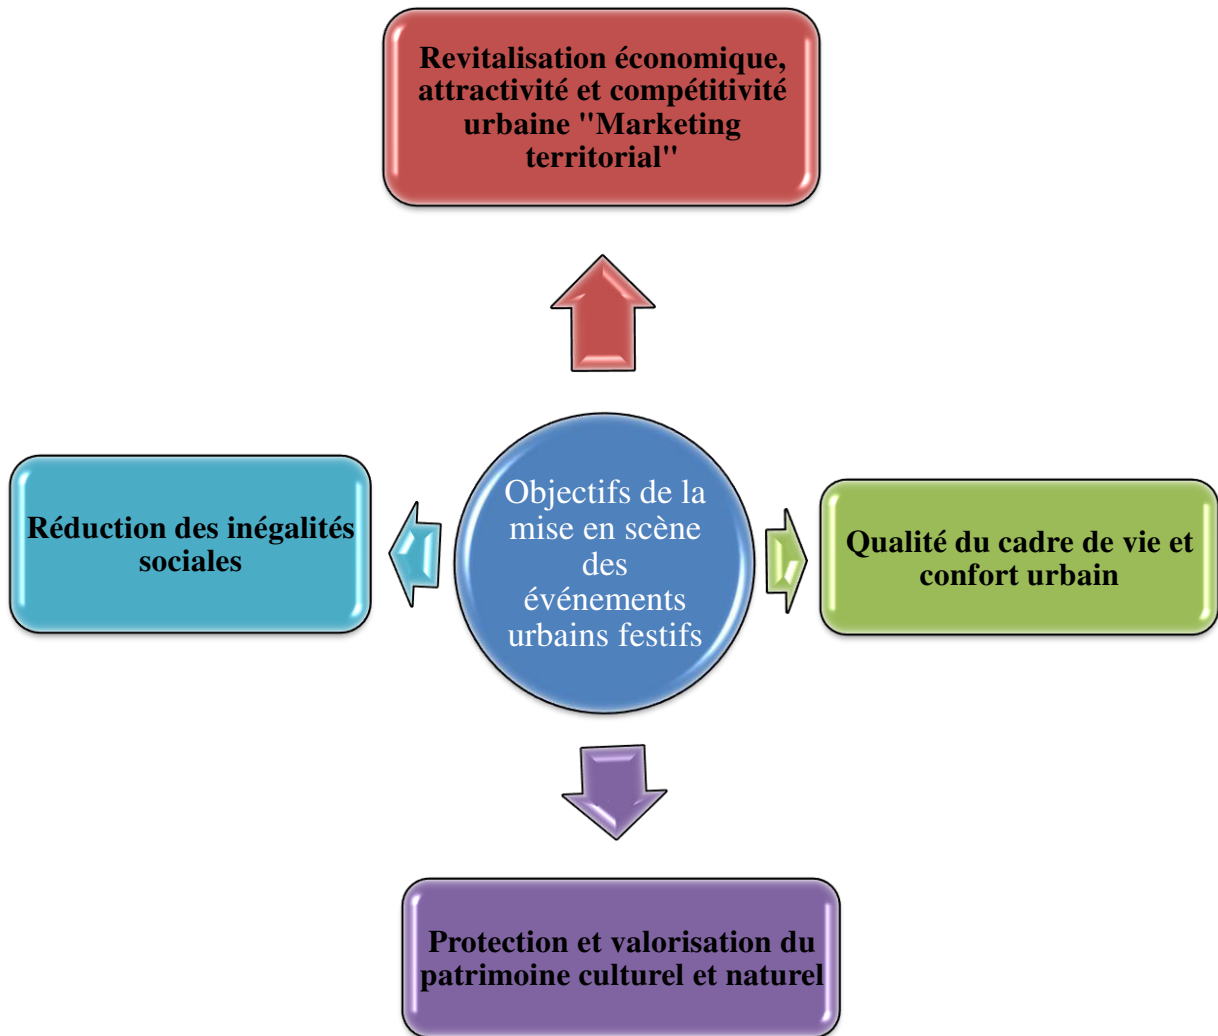 Revitalisation économique,
attractivité et compétitivité
urbaine "Marketing
territorial"
Réduction des inégalités
sociales
Objectifs de la
mise en scène
des
événements
urbains festifs
Qualité du cadre de vie et
confort urbain
Protection et valorisation du
patrimoine culturel et naturel